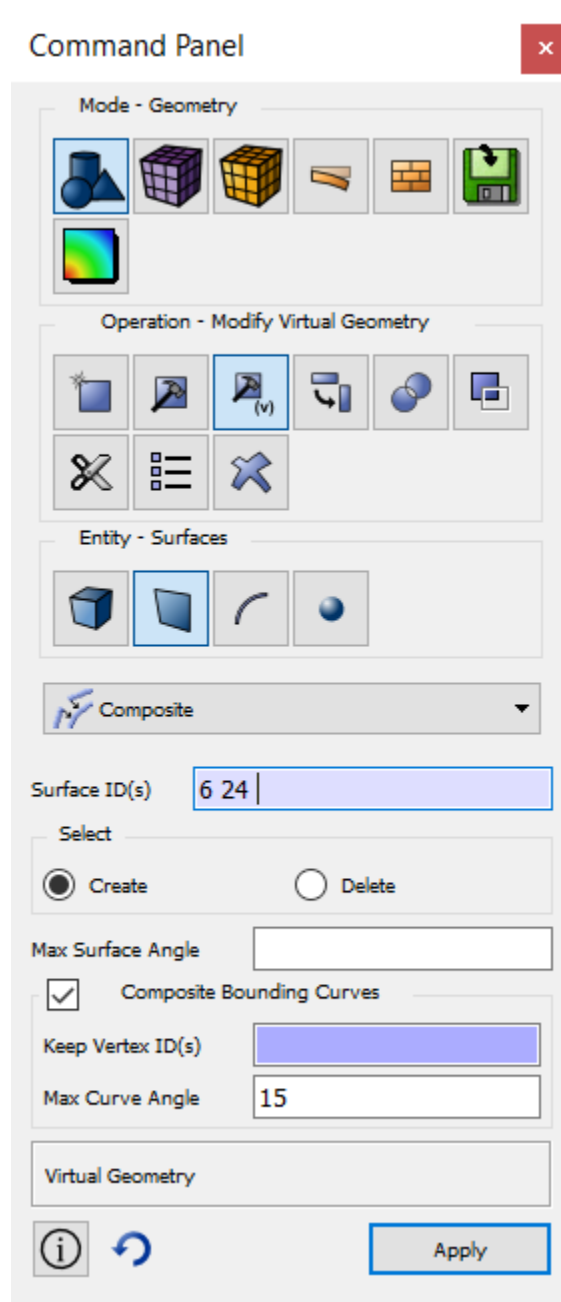 Command Panel
Mode - Geometry
Operation - Modify Virtual Geometry
(v)
Entity - Surfaces
Composite
Surface ID(s) 6 24
Select
Create Delete
Max Surface Angle
Composite Bounding Curves
Keep Vertex ID(s)
Max Curve Angle 15
Virtual Geometry
Apply